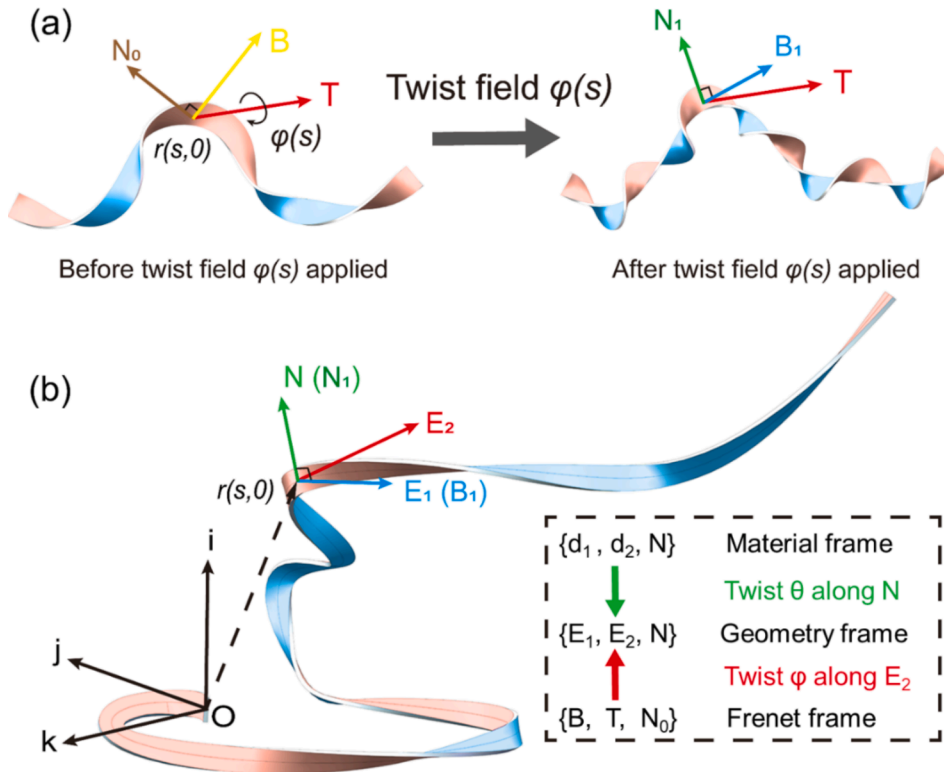 (a)
N₀
B
T
φ(s)
r(s,0)
Twist field φ(s)
N₁
B₁
T
Before twist field φ(s) applied
After twist field φ(s) applied
(b)
N (N₁)
E₂
r(s,0)
E₁ (B₁)
i
j
k
O
{d₁, d₂, N} Material frame
Twist θ along N
{E₁, E₂, N} Geometry frame
Twist φ along E₂
{B, T, N₀} Frenet frame